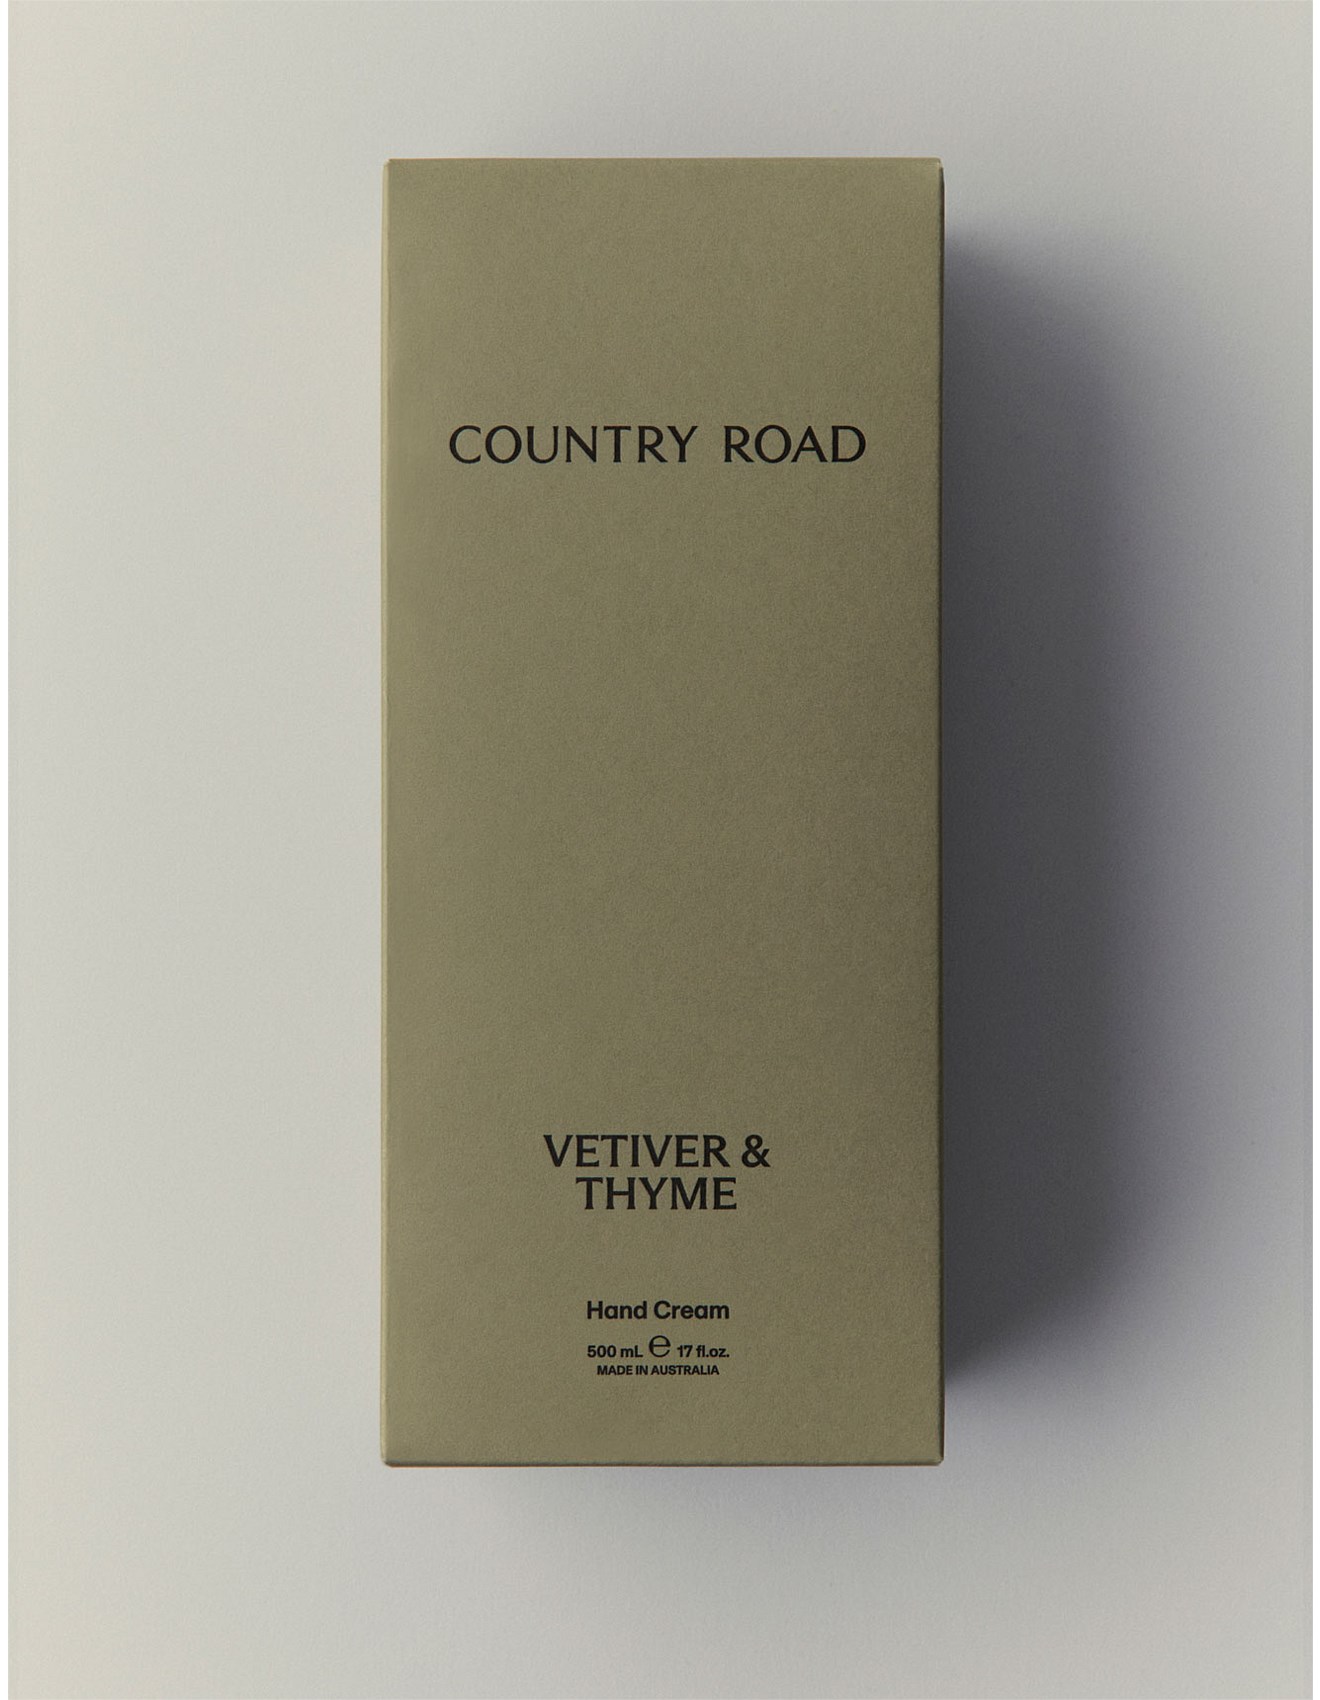 COUNTRY ROAD
VETIVER &
THYME
Hand Cream
500 mL ℮ 17 fl.oz.
MADE IN AUSTRALIA